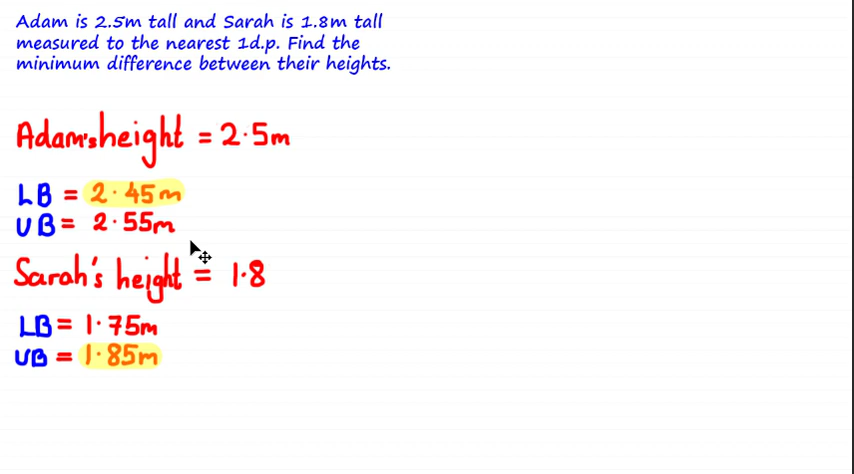 Adam is 2.5m tall and Sarah is 1.8m tall
measured to the nearest 1d.p. Find the
minimum difference between their heights.
Adam's height = 2.5m
LB = 2.45m
UB = 2.55m
Sarah's height = 1.8
LB = 1.75m
UB = 1.85m